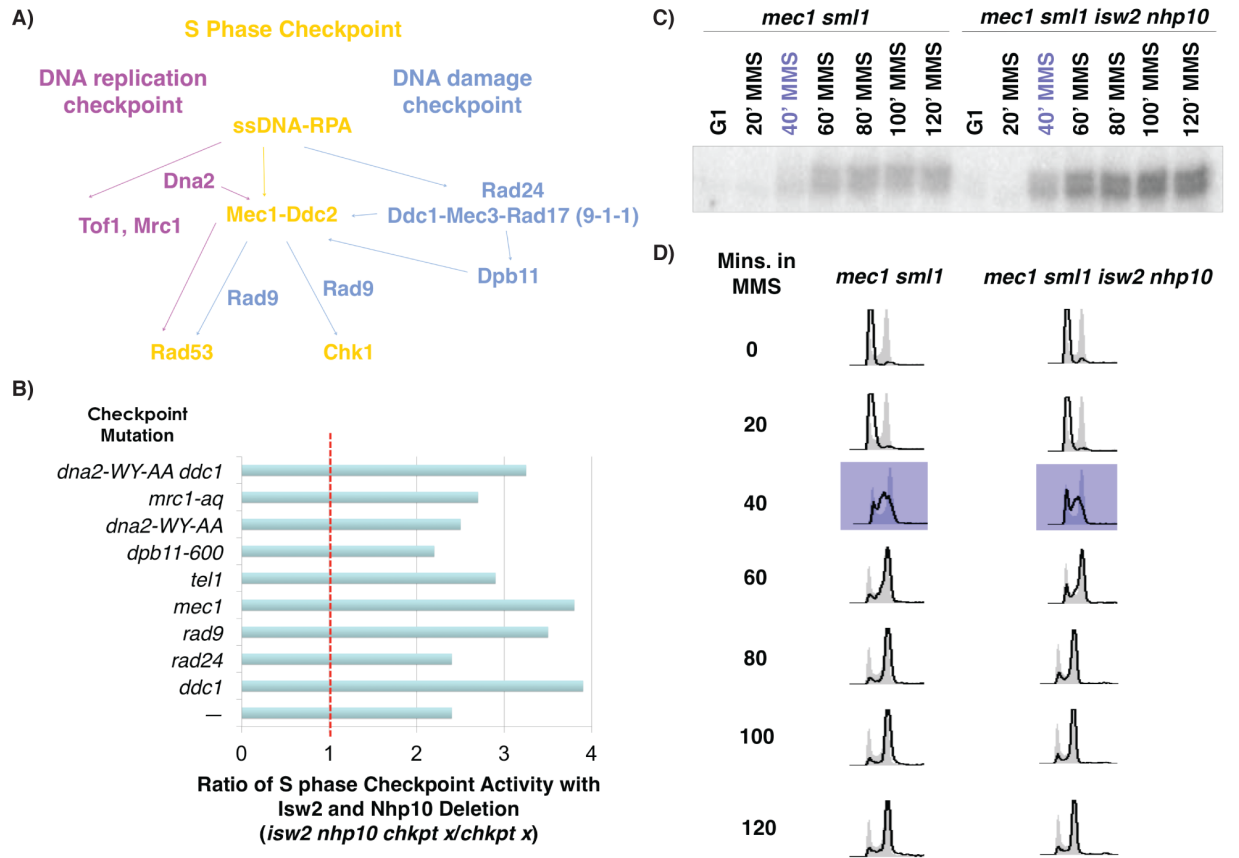 A)
S Phase Checkpoint
DNA replication
checkpoint
DNA damage
checkpoint
ssDNA-RPA
Dna2
Rad24
Tof1, Mrc1
Mec1-Ddc2
Ddc1-Mec3-Rad17 (9-1-1)
Dpb11
Rad9
Rad9
Rad53
Chk1
B)
Checkpoint
Mutation
dna2-WY-AA ddc1
mrc1-aq
dna2-WY-AA
dpb11-600
tel1
mec1
rad9
rad24
ddc1
—
0 1 2 3 4
Ratio of S phase Checkpoint Activity with
Isw2 and Nhp10 Deletion
(isw2 nhp10 chkpt x/chkpt x)
C)
mec1 sml1
mec1 sml1 isw2 nhp10
G1
20’ MMS
40’ MMS
60’ MMS
80’ MMS
100’ MMS
120’ MMS
G1
20’ MMS
40’ MMS
60’ MMS
80’ MMS
100’ MMS
120’ MMS
D)
Mins. in
MMS
mec1 sml1
mec1 sml1 isw2 nhp10
0
20
40
60
80
100
120